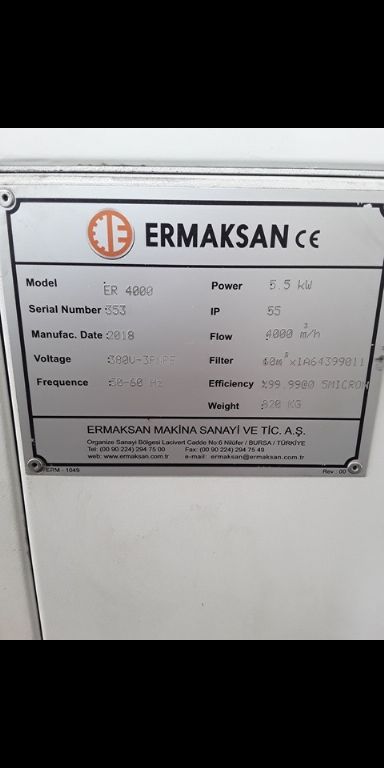 ERMAKSAN CE
Model : ER 4000
Power : 5.5 kW
Serial Number : 353
IP : 55
Manufac. Date : 2018
Flow : 4000 m³/h
Voltage : 380V-
Filter
Frequence : 50-60 Hz
Efficiency : %99.9900 5MICRON
Weight : 820 KG
ERMAKSAN MAKİNA SANAYİ VE TİC. A.Ş.
Organize Sanayi Bölgesi Lacivert Cadde No:6 Nilüfer / BURSA / TÜRKİYE
Tel: (00 90 224) 294 75 00 Fax: (00 90 224) 294 75 49
web: www.ermaksan.com.tr e-mail: ermaksan@ermaksan.com.tr
Rev.: 00